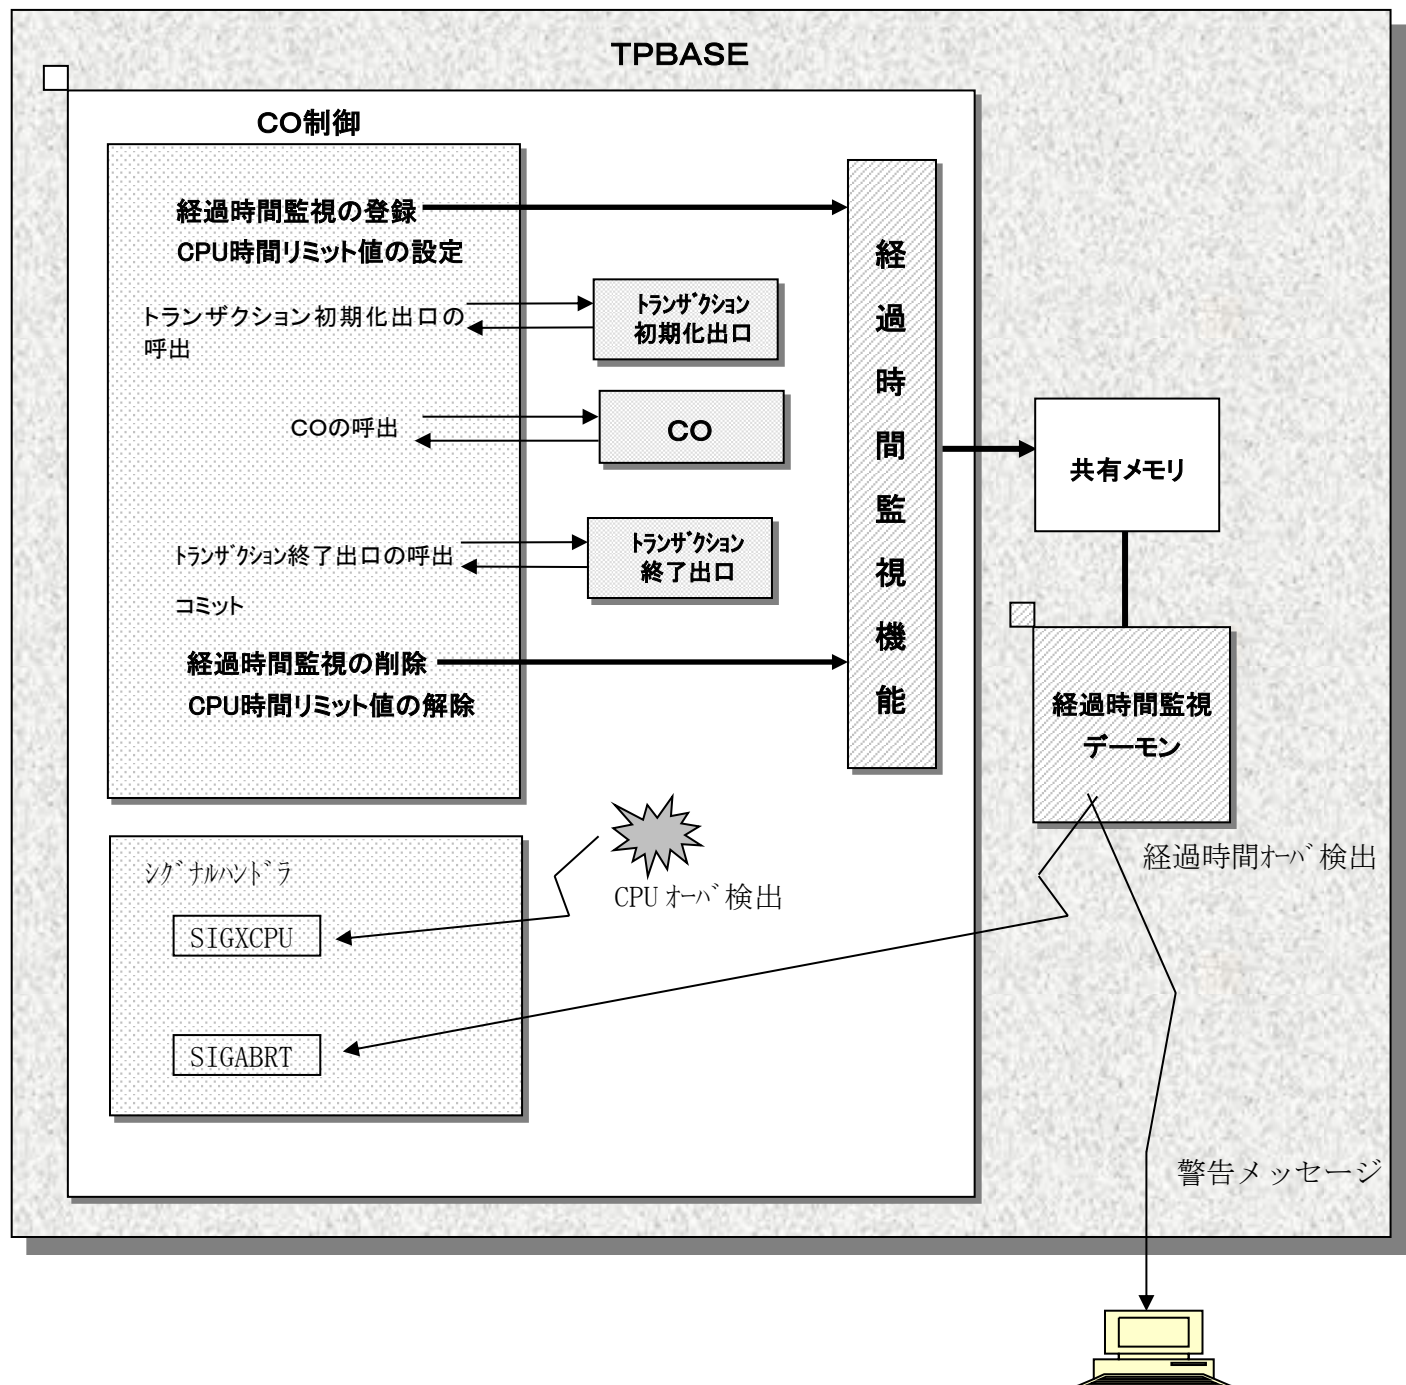 TPBASE
CO制御
経過時間監視の登録
CPU時間リミット値の設定
トランザクション初期化出口の
呼出
COの呼出
トランザクション終了出口の呼出
コミット
経過時間監視の削除
CPU時間リミット値の解除
トランザクション
初期化出口
CO
トランザクション
終了出口
経過時間監視機能
共有メモリ
経過時間監視
デーモン
経過時間オーバ検出
CPUオーバ検出
シグナルハンドラ
SIGXCPU
SIGABRT
警告メッセージ